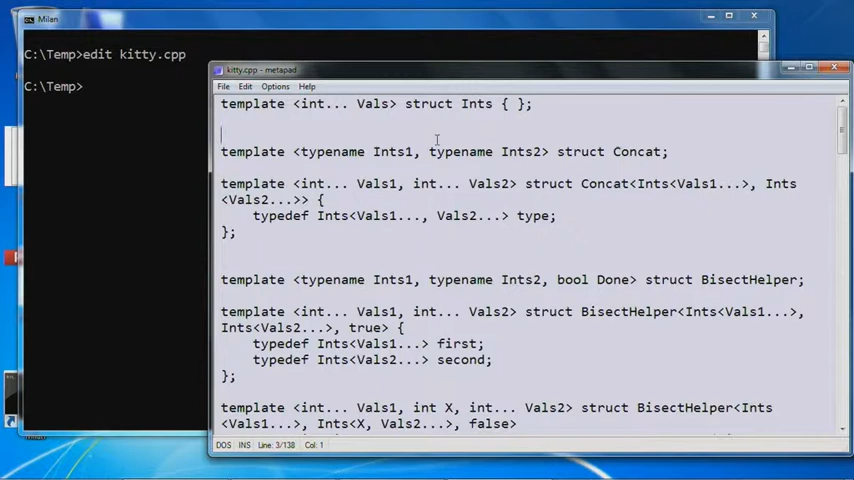 Milan
C:\Temp>edit kitty.cpp
C:\Temp>
kitty.cpp - metapad
File Edit Options Help
template <int... Vals> struct Ints { };
template <typename Ints1, typename Ints2> struct Concat;
template <int... Vals1, int... Vals2> struct Concat<Ints<Vals1...>, Ints
<Vals2...>> {
    typedef Ints<Vals1..., Vals2...> type;
};
template <typename Ints1, typename Ints2, bool Done> struct BisectHelper;
template <int... Vals1, int... Vals2> struct BisectHelper<Ints<Vals1...>,
Ints<Vals2...>, true> {
    typedef Ints<Vals1...> first;
    typedef Ints<Vals2...> second;
};
template <int... Vals1, int X, int... Vals2> struct BisectHelper<Ints
<Vals1...>, Ints<X, Vals2...>, false>
DOS INS Line: 3/138 Col: 1